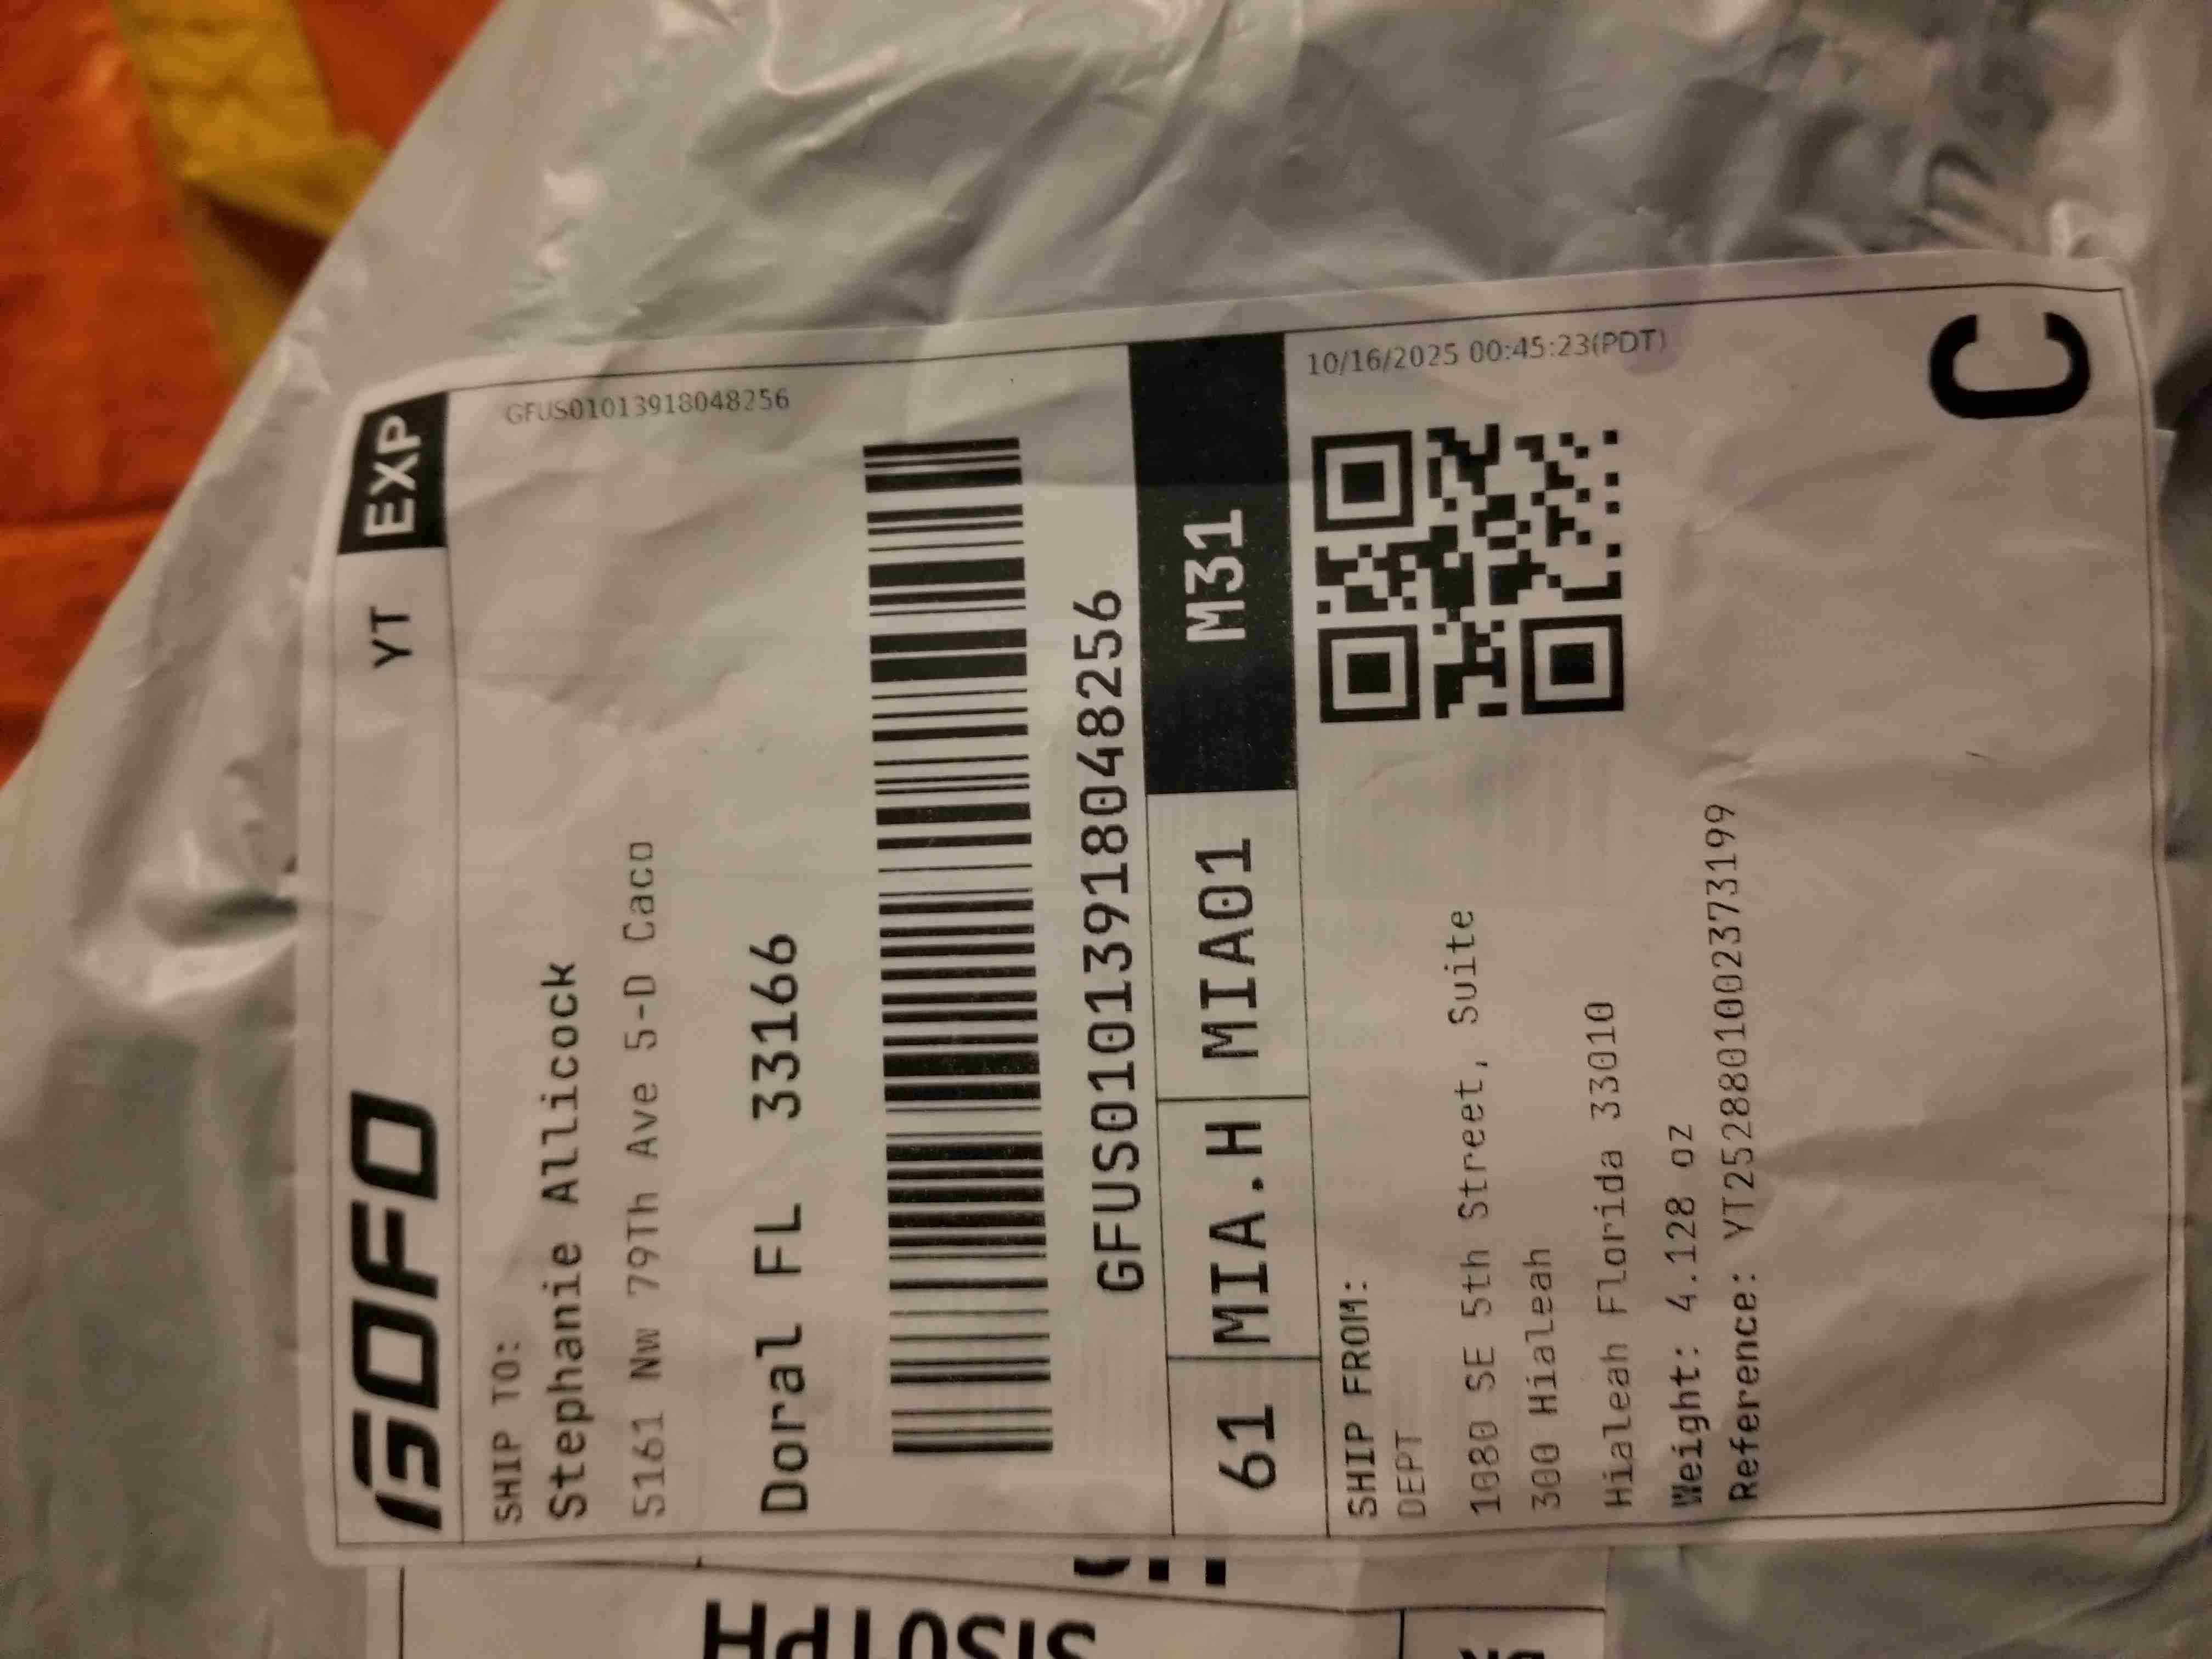 GOFO
YT EXP
GFUS01013918048256
SHIP TO:
Stephanie Allicock
5161 Nw 79Th Ave 5-D Caco
Doral FL 33166
GFUS01013918048256
61 MIA.H MIA01 M31
10/16/2025 00:45:23(PDT)
SHIP FROM:
DEPT
1080 SE 5th Street, Suite
300 Hialeah
Hialeah Florida 33010
Weight: 4.128 oz
Reference: YT2528801002373199
C